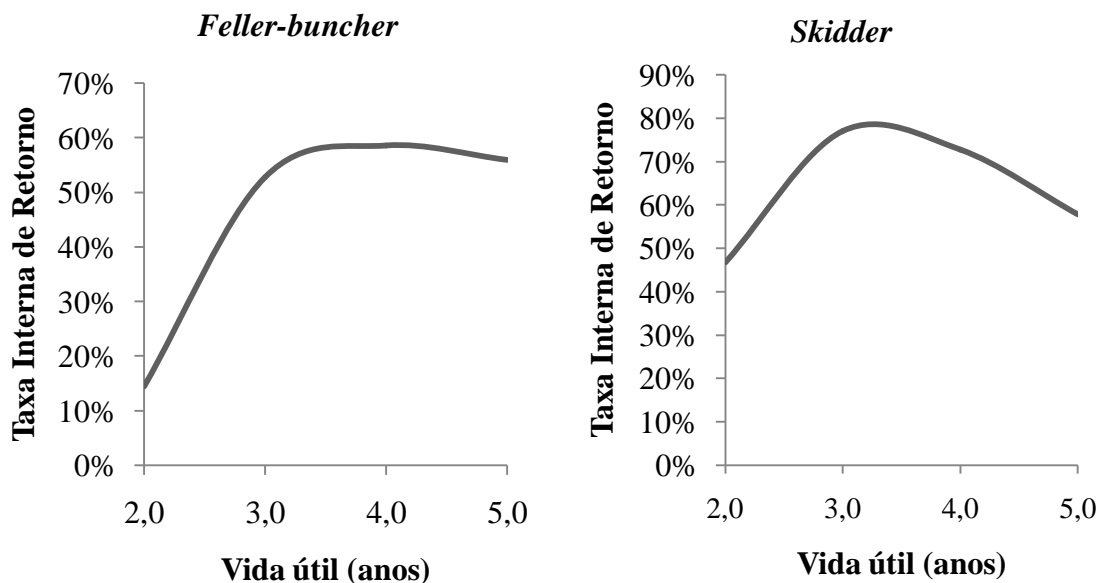 Feller-buncher
Taxa Interna de Retorno
70%
60%
50%
40%
30%
20%
10%
0%
2,0 3,0 4,0 5,0
Vida útil (anos)
Skidder
Taxa Interna de Retorno
90%
80%
70%
60%
50%
40%
30%
20%
10%
0%
2,0 3,0 4,0 5,0
Vida útil (anos)